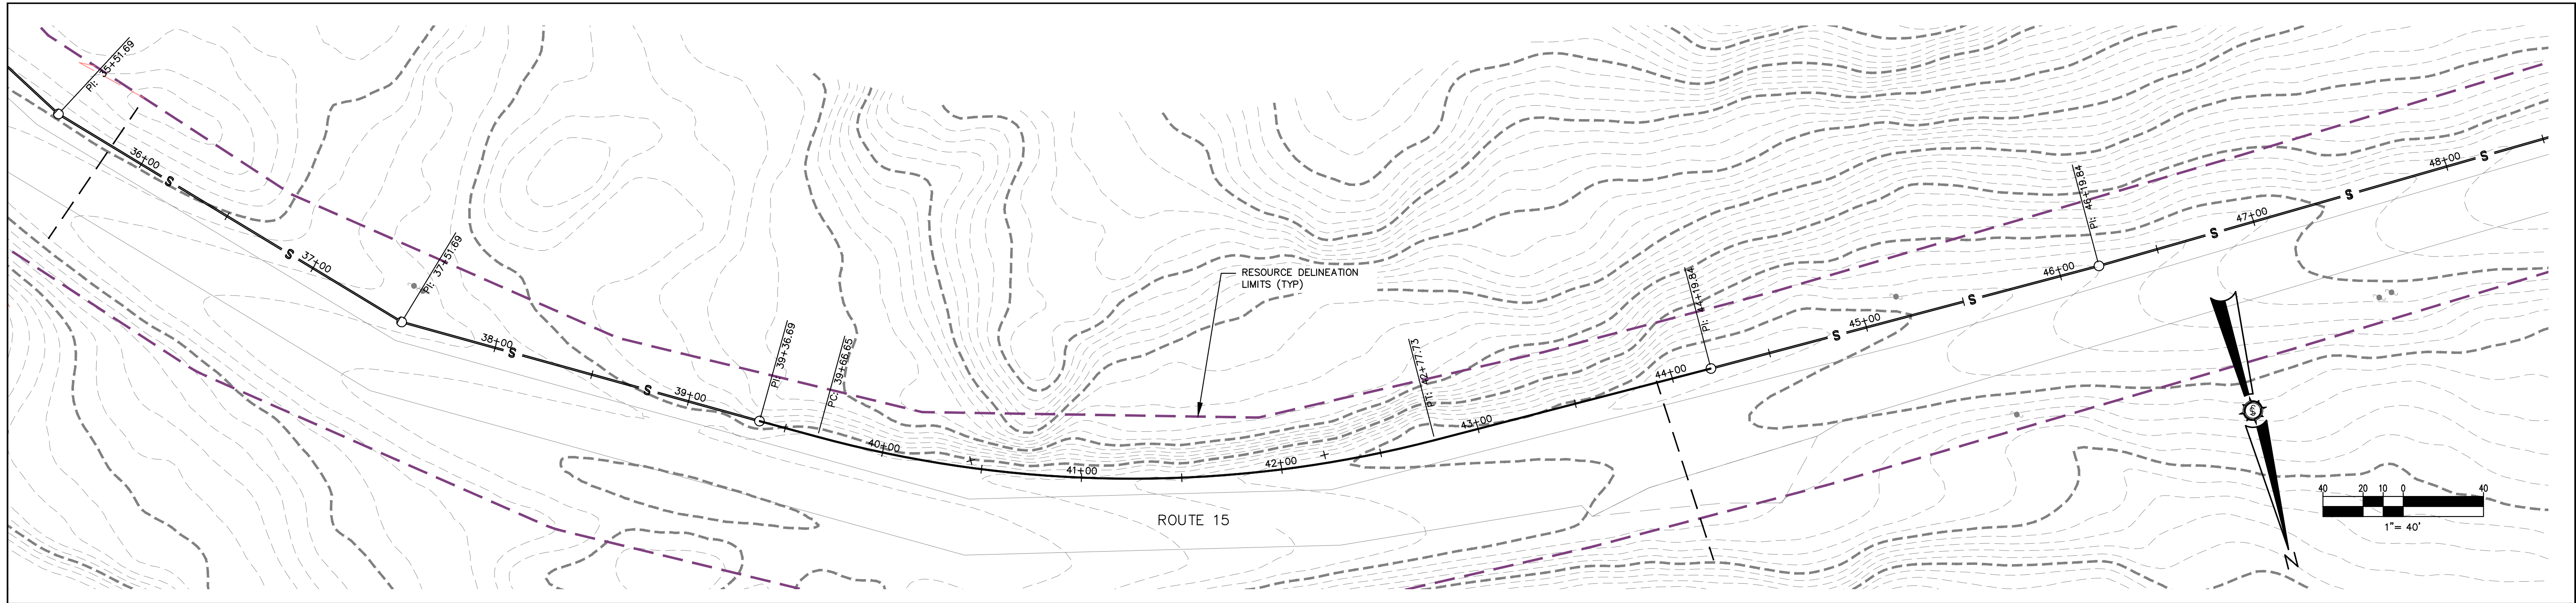 PI: 35+51.69
36+00
S
S
37+00
PI: 37+51.69
38+00
S
S
39+00
PI: 39+36.69
PC: 39+66.65
40+00
41+00
42+00
RESOURCE DELINEATION
LIMITS (TYP)
PT: 42+77.73
43+00
44+00
PI: 44+19.84
S
45+00
S
46+00
PI: 46+19.84
S
47+00
S
48+00
S
ROUTE 15
S
N
40 20 10 0 40
1"= 40'